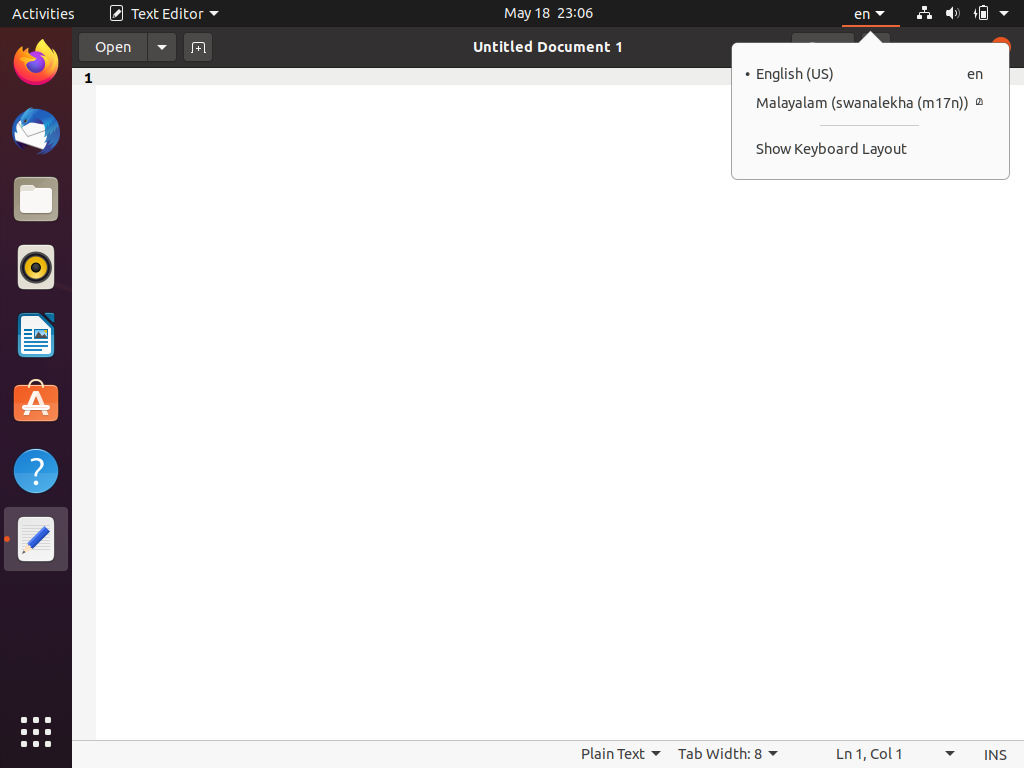 Activities Text Editor May 18 23:06 en
Open Untitled Document 1
1
• English (US) en
Malayalam (swanalekha (m17n)) മ
Show Keyboard Layout
Plain Text Tab Width: 8 Ln 1, Col 1 INS